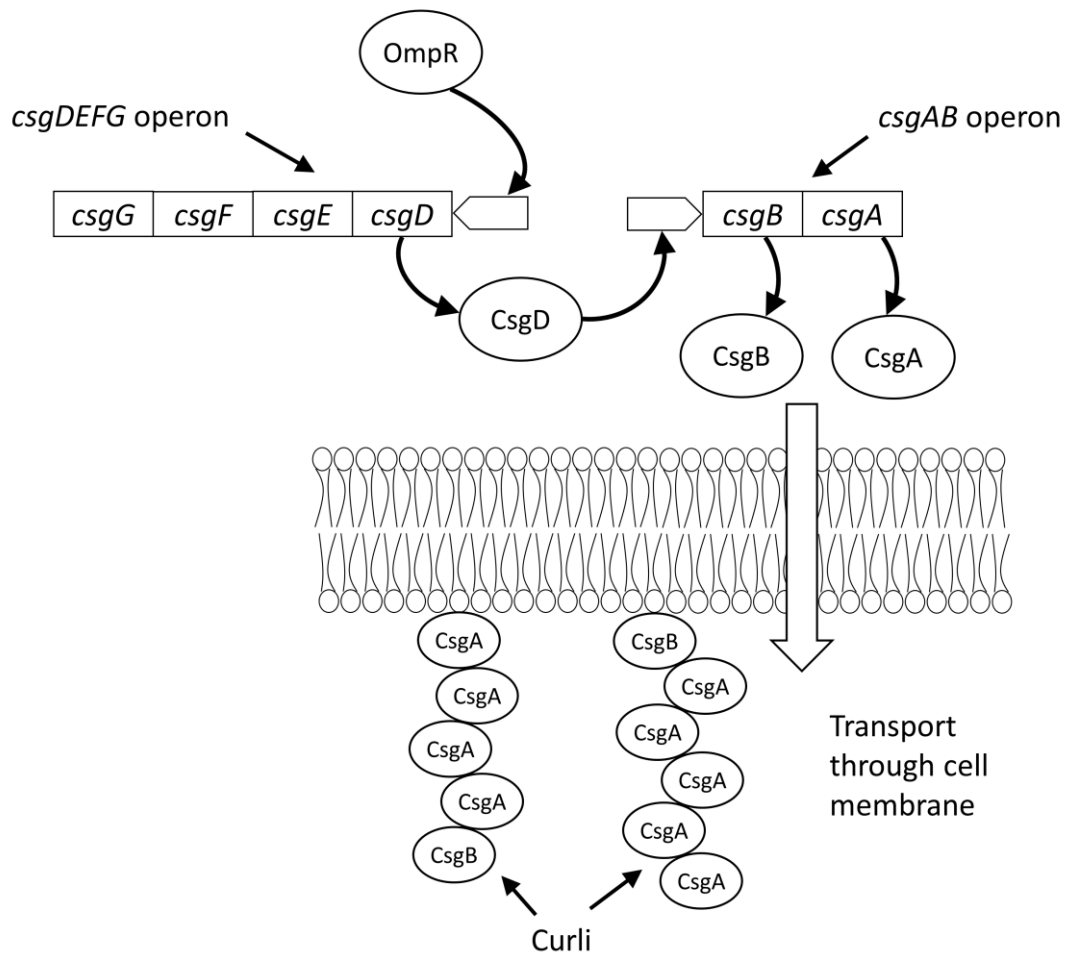 OmpR
csgDEFG operon
csgAB operon
csgG csgF csgE csgD
csgB csgA
CsgD
CsgB
CsgA
CsgA
CsgA
CsgA
CsgA
CsgB
CsgB
CsgA
CsgA
CsgA
CsgA
CsgA
Transport
through cell
membrane
Curli